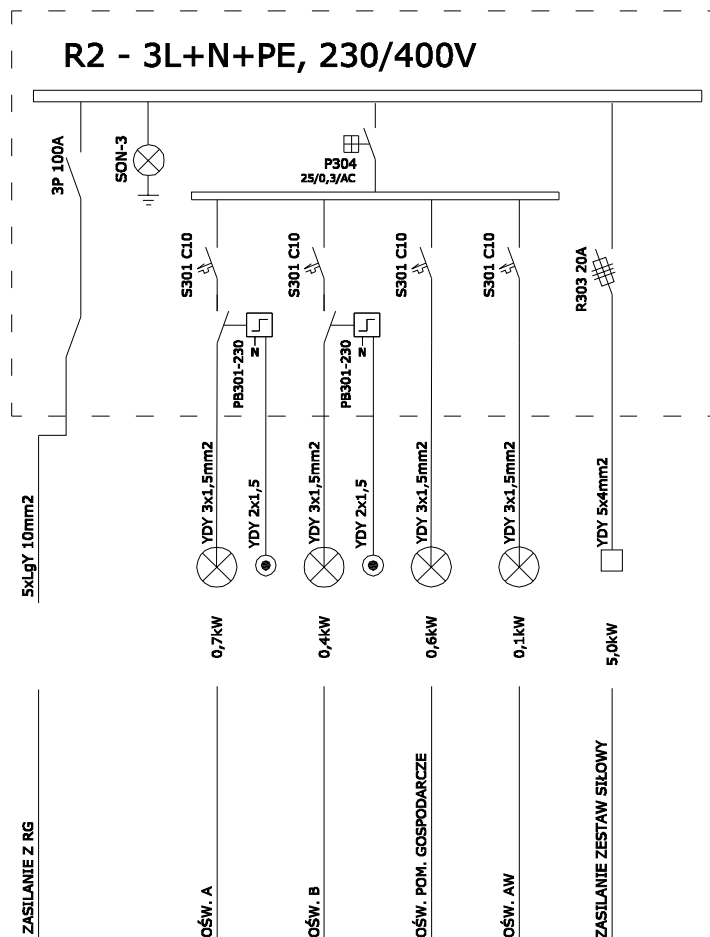 R2 - 3L+N+PE, 230/400V
3P 100A
SON-3
P304
25/0,3/AC
S301 C10
S301 C10
S301 C10
S301 C10
R303 20A
PB301-230
N
PB301-230
N
5xLgY 10mm2
YDY 3x1,5mm2
YDY 2x1,5
YDY 3x1,5mm2
YDY 2x1,5
YDY 3x1,5mm2
YDY 3x1,5mm2
YDY 5x4mm2
0,7kW
0,4kW
0,6kW
0,1kW
5,0kW
ZASILANIE Z RG
OŚW. A
OŚW. B
OŚW. POM. GOSPODARCZE
OŚW. AW
ZASILANIE ZESTAW SIŁOWY